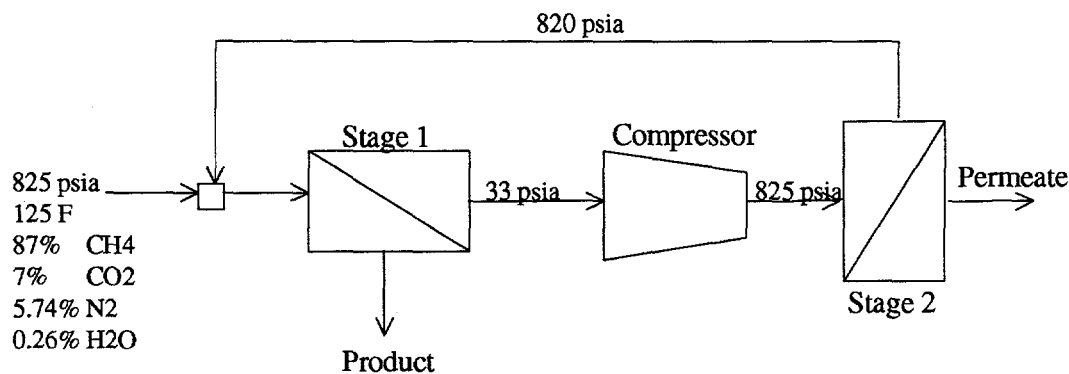 820 psia
Stage 1
Compressor
825 psia
125 F
87% CH4
7% CO2
5.74% N2
0.26% H2O
33 psia
825 psia
Permeate
Stage 2
Product